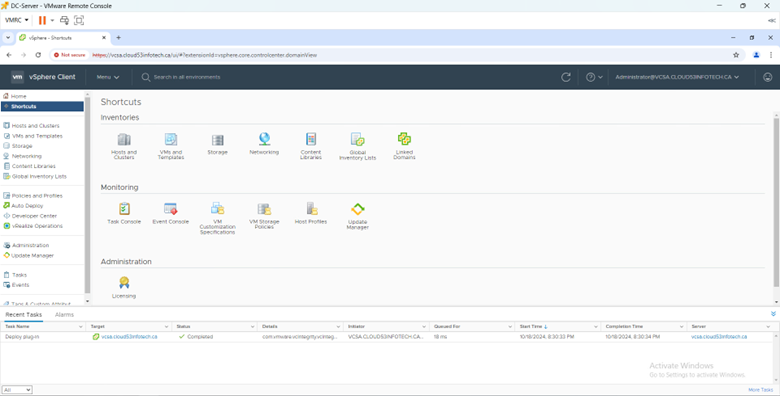 DC-Server - VMware Remote Console
VMRC
vSphere - Shortcuts
Not secure https://vcsa.cloud53infotech.ca/ui/#?extensionId=vsphere.core.controlcenter.domainView
vm vSphere Client Menu Search in all environments Administrator@VCSA.CLOUD53INFOTECH.CA
Home
Shortcuts
Hosts and Clusters
VMs and Templates
Storage
Networking
Content Libraries
Global Inventory Lists
Policies and Profiles
Auto Deploy
Developer Center
vRealize Operations
Administration
Update Manager
Tasks
Events
Tags & Custom Attribut
Shortcuts
Inventories
Hosts and Clusters
VMs and Templates
Storage
Networking
Content Libraries
Global Inventory Lists
Linked Domains
Monitoring
Task Console
Event Console
VM Customization Specifications
VM Storage Policies
Host Profiles
Update Manager
Administration
Licensing
Recent Tasks Alarms
Task Name Target Status Details Initiator Queued For Start Time Completion Time Server
Deploy plug-in vcsa.cloud53infotech.ca Completed com.vmware.vcIntegrity.vcInteg... VCSA.CLOUD53INFOTECH.CA... 18 ms 10/18/2024, 8:30:33 PM 10/18/2024, 8:30:34 PM vcsa.cloud53infotech.ca
Activate Windows
Go to Settings to activate Windows.
All More Tasks